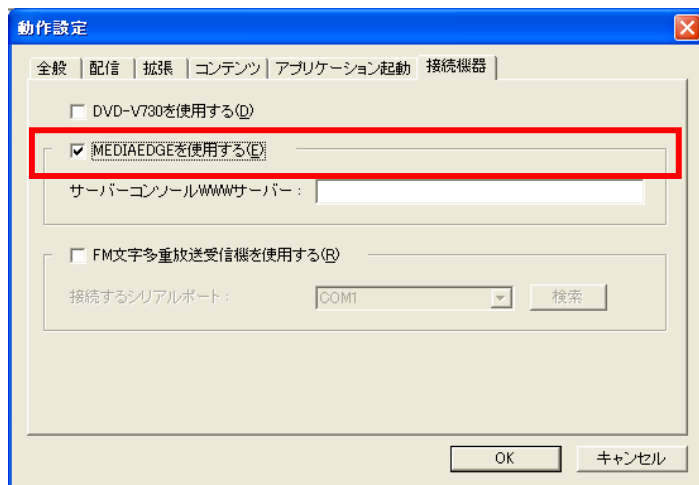 動作設定
全般 配信 拡張 コンテンツ アプリケーション起動 接続機器
DVD-V730を使用する(D)
MEDIAEDGEを使用する(E)
サーバーコンソールWWWサーバー：
FM文字多重放送受信機を使用する(R)
接続するシリアルポート： COM1 検索
OK キャンセル